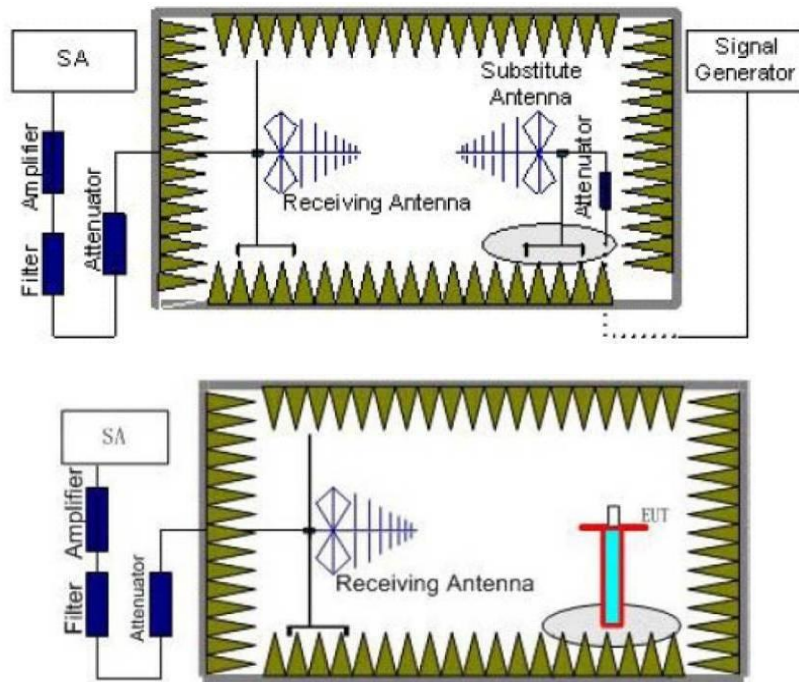 SA
Signal
Generator
Substitute
Antenna
Amplifier
Attenuator
Attenuator
Receiving Antenna
Filter
SA
Amplifier
EUT
Filter
Attenuator
Receiving Antenna